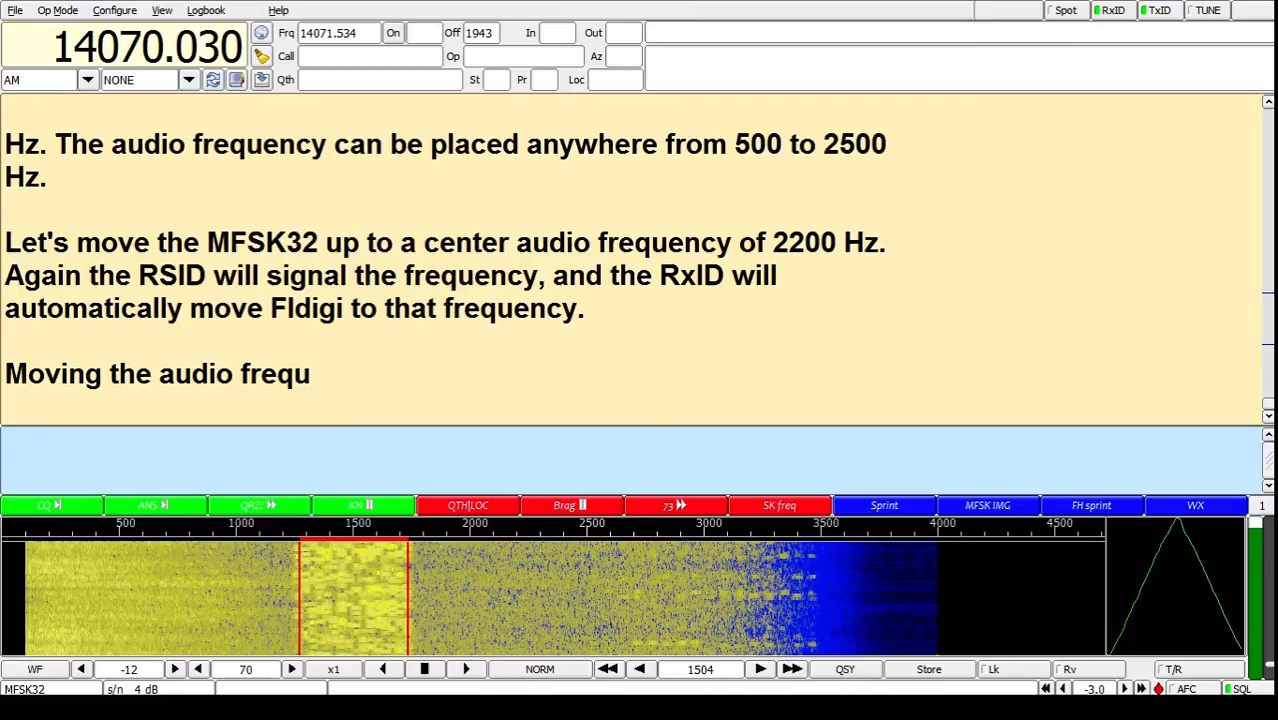 File Op Mode Configure View Logbook Help Spot RxID TxID TUNE
14070.030 Frq 14071.534 On Off 1943 In Out
Call Op Az
AM NONE Qth St Pr Loc
Hz. The audio frequency can be placed anywhere from 500 to 2500
Hz.
Let's move the MFSK32 up to a center audio frequency of 2200 Hz.
Again the RSID will signal the frequency, and the RxID will
automatically move Fldigi to that frequency.
Moving the audio frequ
CQ ANS QRZ? KN QTH|LOC Brag 73 SK freq Sprint MFSK IMG FH sprint WX 1
500 1000 1500 2000 2500 3000 3500 4000 4500
WF -12 70 x1 NORM 1504 QSY Store Lk Rv T/R
MFSK32 s/n 4 dB -3.0 AFC SQL